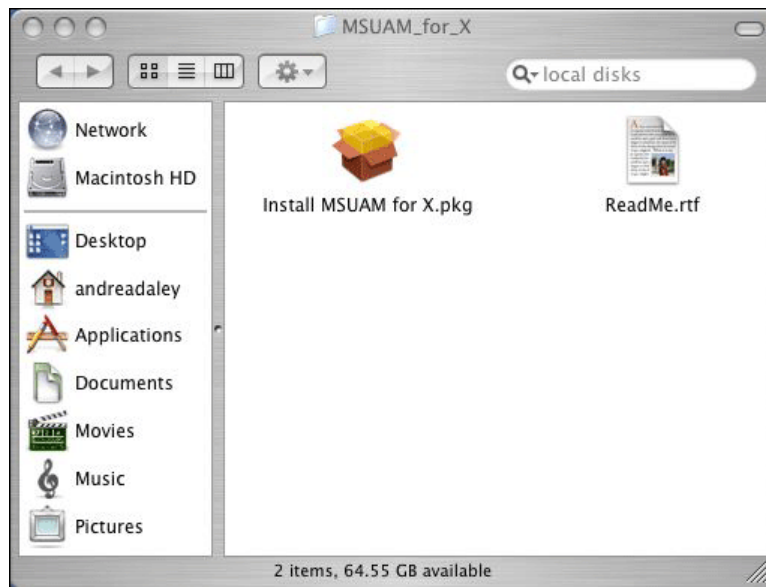 MSUAM_for_X
local disks
Network
Macintosh HD
Desktop
andreadaley
Applications
Documents
Movies
Music
Pictures
Install MSUAM for X.pkg
ReadMe.rtf
2 items, 64.55 GB available